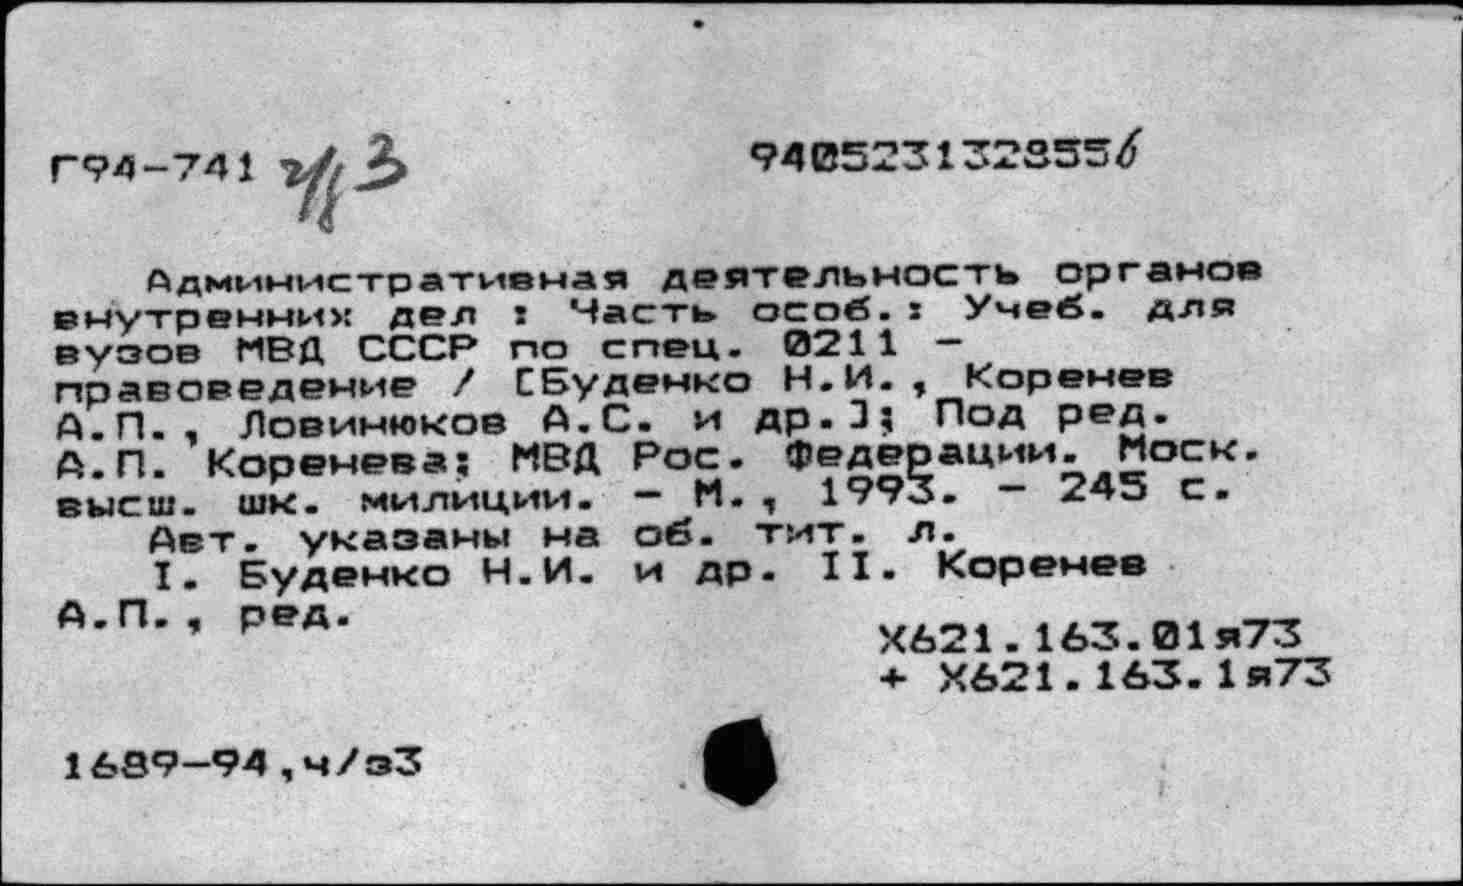 Г94-741 ч/з 3
9405231328556
Административная деятельность органов
внутренних дел : Часть особ.: Учеб. для
вузов МВД СССР по спец. 0211 -
правоведение / [Буденко Н.И., Коренев
А.П., Ловинюков А.С. и др.]; Под ред.
А.П. Коренева; МВД Рос. Федерации. Моск.
высш. шк. милиции. - М., 1993. - 245 с.
Авт. указаны на об. тит. л.
I. Буденко Н.И. и др. II. Коренев
А.П., ред.
Х621.163.01я73
+ Х621.163.1я73
1689-94,ч/з3